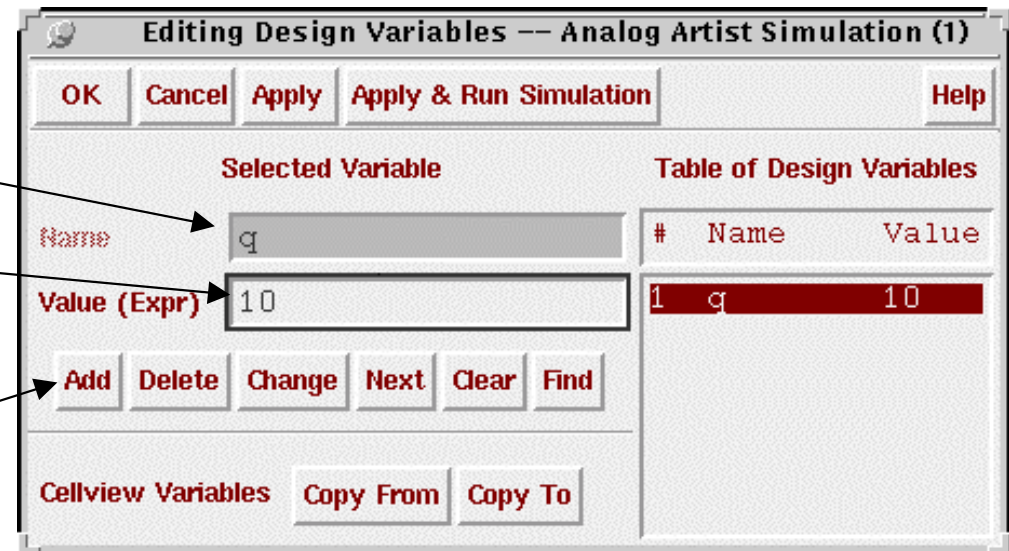 Editing Design Variables -- Analog Artist Simulation (1)
OK Cancel Apply Apply & Run Simulation Help
Selected Variable
Name q
Value (Expr) 10
Add Delete Change Next Clear Find
Cellview Variables Copy From Copy To
Table of Design Variables
# Name Value
1 q 10